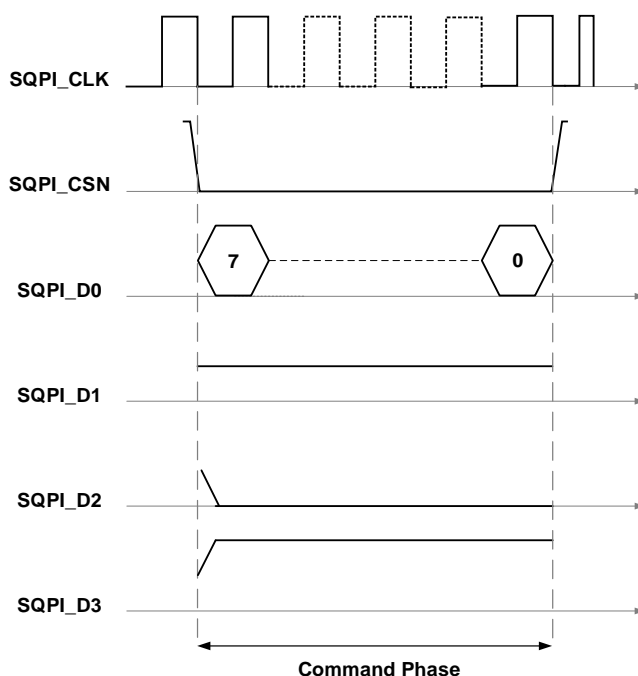 SQPI_CLK
SQPI_CSN
7
0
SQPI_D0
SQPI_D1
SQPI_D2
SQPI_D3
Command Phase